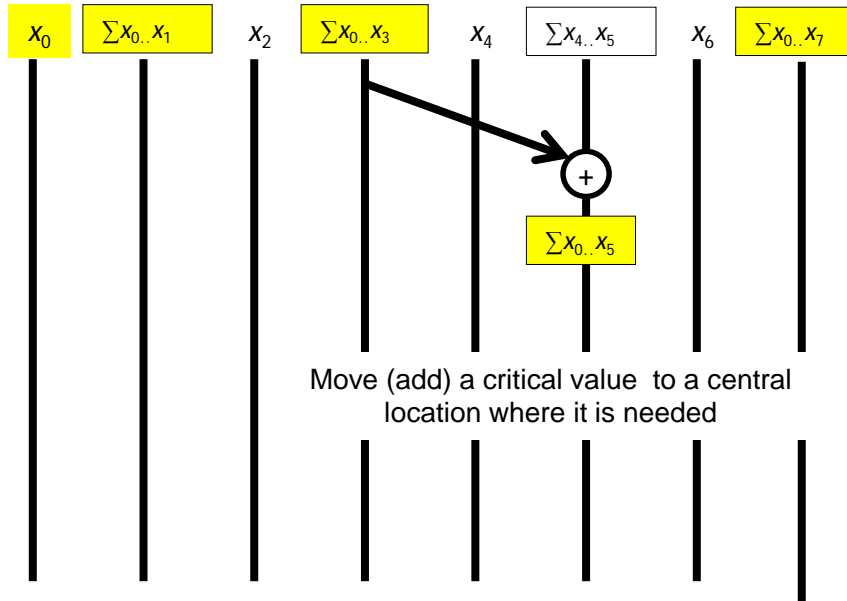 x₀ ∑x₀..x₁ x₂ ∑x₀..x₃ x₄ ∑x₄..x₅ x₆ ∑x₀..x₇
+
∑x₀..x₅
Move (add) a critical value to a central
location where it is needed